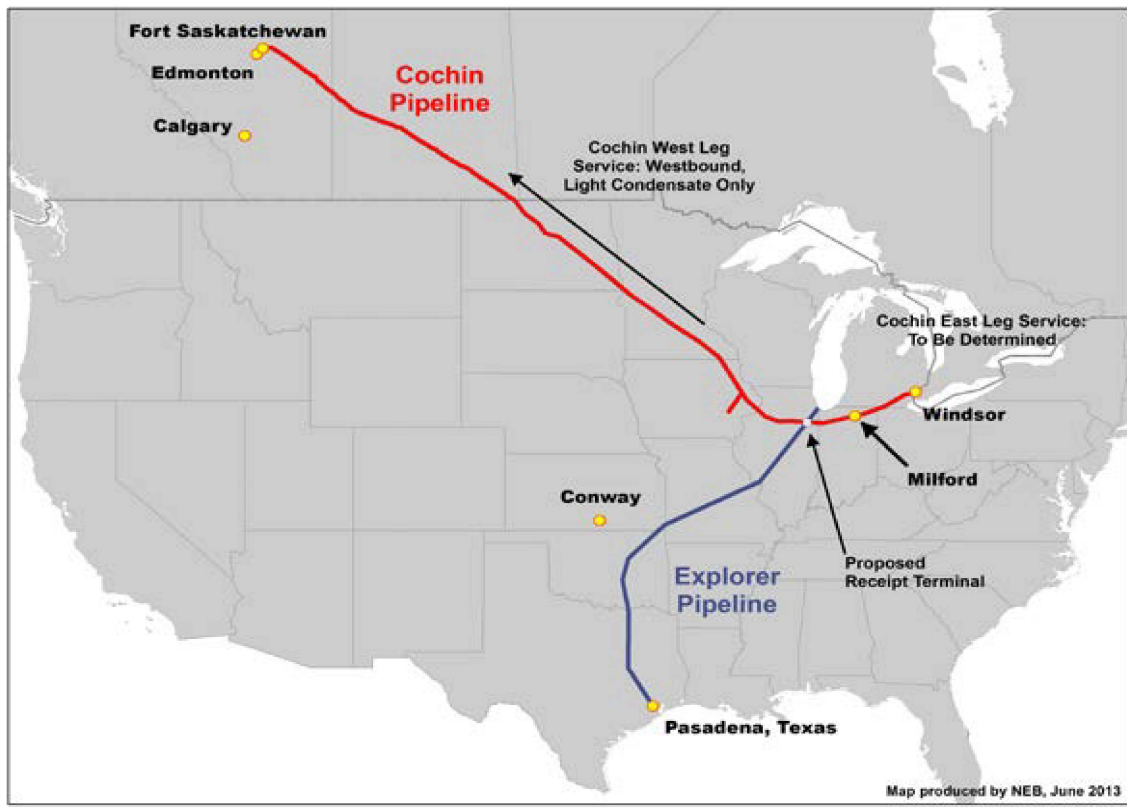 Fort Saskatchewan
Edmonton
Cochin
Pipeline
Calgary
Cochin West Leg
Service: Westbound,
Light Condensate Only
Cochin East Leg Service:
To Be Determined
Windsor
Milford
Conway
Proposed
Receipt Terminal
Explorer
Pipeline
Pasadena, Texas
Map produced by NEB, June 2013